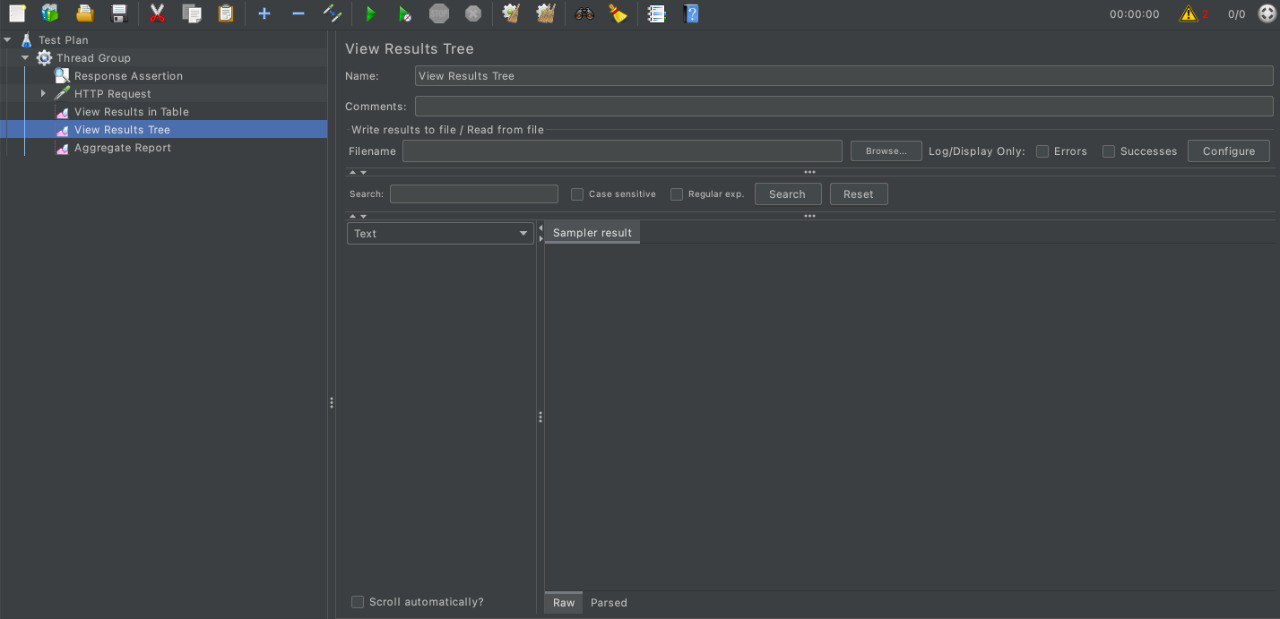 STOP
00:00:00
2
0/0
Test Plan
Thread Group
Response Assertion
HTTP Request
View Results in Table
View Results Tree
Aggregate Report
View Results Tree
Name: View Results Tree
Comments:
Write results to file / Read from file
Filename Browse... Log/Display Only: Errors Successes Configure
Search: Case sensitive Regular exp. Search Reset
Text
Sampler result
Scroll automatically?
Raw Parsed